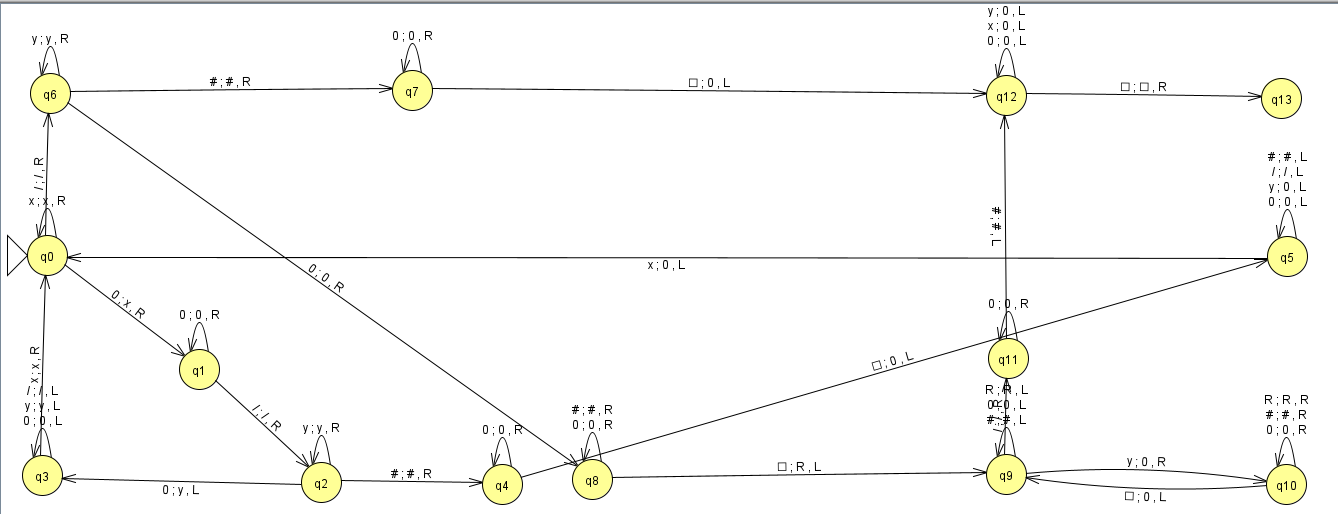 y ; y , R
q6
# ; # , R
0 ; 0 , R
q7
□ ; 0 , L
y ; 0 , L
x ; 0 , L
0 ; 0 , L
q12
□ ; □ , R
q13
/ ; / , R
x ; x , R
q0
0 ; 0 , R
x ; 0 , L
# ; # , L
# ; # , L
/ ; / , L
y ; 0 , L
0 ; 0 , L
q5
0 ; x , R
0 ; 0 , R
q1
/ ; / , R
□ ; 0 , L
0 ; 0 , R
q11
x ; x , R
/ ; / , L
y ; y , L
0 ; 0 , L
q3
0 ; y , L
y ; y , R
q2
# ; # , R
0 ; 0 , R
q4
# ; # , R
0 ; 0 , R
q8
□ ; R , L
R ; R , L
# ; # , L
q9
y ; 0 , R
□ ; 0 , L
R ; R , R
# ; # , R
0 ; 0 , R
q10